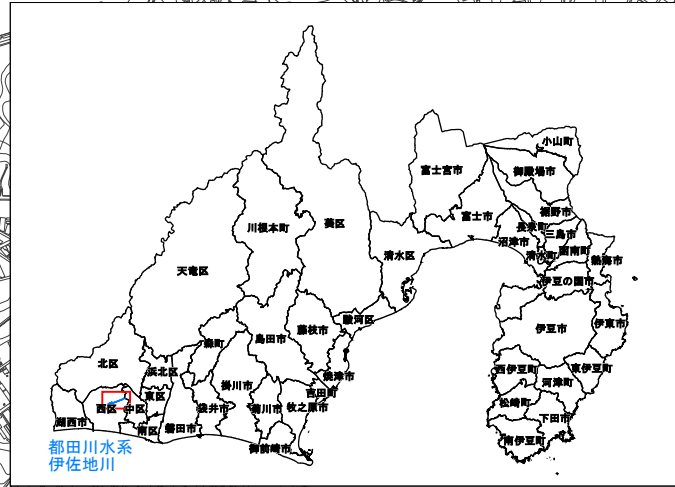 小山町
御殿場市
富士宮市
裾野市
富士市
長泉町
三島市
沼津市
函南町
清水町
熱海市
葵区
川根本町
清水区
天竜区
伊豆の国市
伊豆市
伊東市
駿河区
藤枝市
島田市
森町
北区
浜北区
西伊豆町
東伊豆町
焼津市
河津町
掛川市
吉田町
東区
西区
中区
松崎町
袋井市
菊川市
牧之原市
湖西市
下田市
南区
磐田市
南伊豆町
御前崎市
都田川水系
伊佐地川